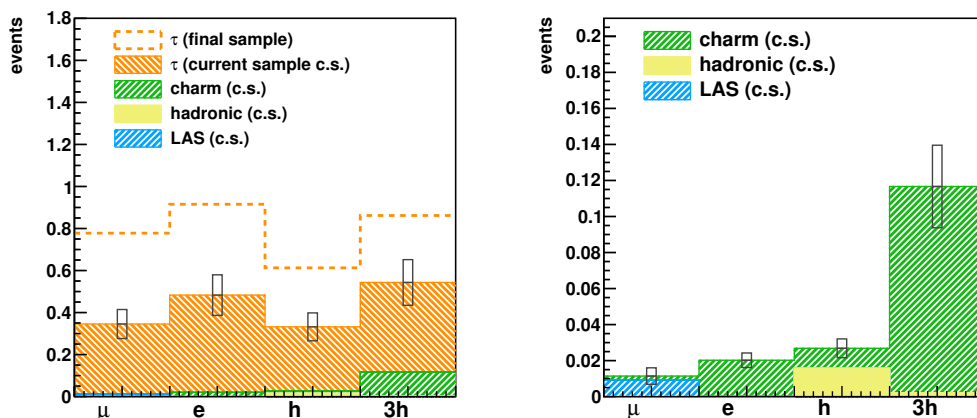 events
1.8
1.6
1.4
1.2
1
0.8
0.6
0.4
0.2
0
τ (final sample)
τ (current sample c.s.)
charm (c.s.)
hadronic (c.s.)
LAS (c.s.)
μ e h 3h
events
0.2
0.18
0.16
0.14
0.12
0.1
0.08
0.06
0.04
0.02
0
charm (c.s.)
hadronic (c.s.)
LAS (c.s.)
μ e h 3h